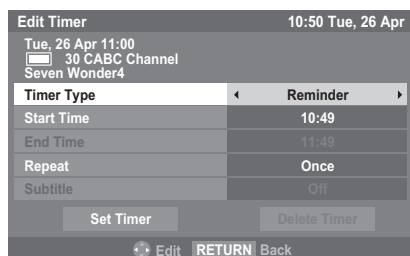 Edit Timer 10:50 Tue, 26 Apr
Tue, 26 Apr 11:00
30 CABC Channel
Seven Wonder4
Timer Type Reminder
Start Time 10:49
End Time 11:49
Repeat Once
Subtitle Off
Set Timer Delete Timer
Edit RETURN Back